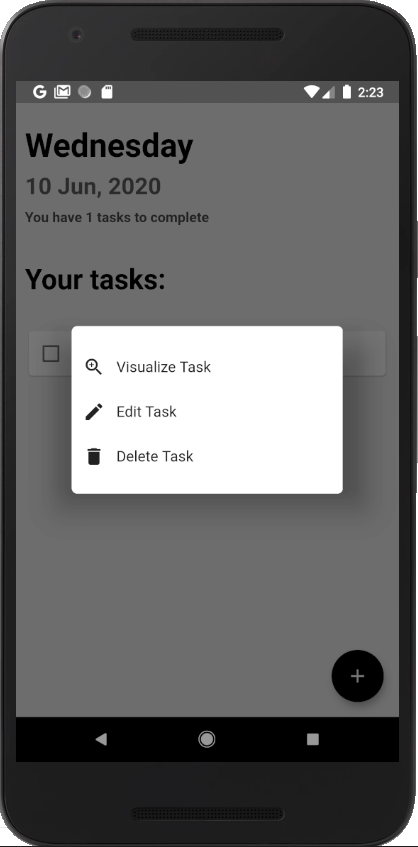 2:23
Wednesday
10 Jun, 2020
You have 1 tasks to complete
Your tasks:
Visualize Task
Edit Task
Delete Task